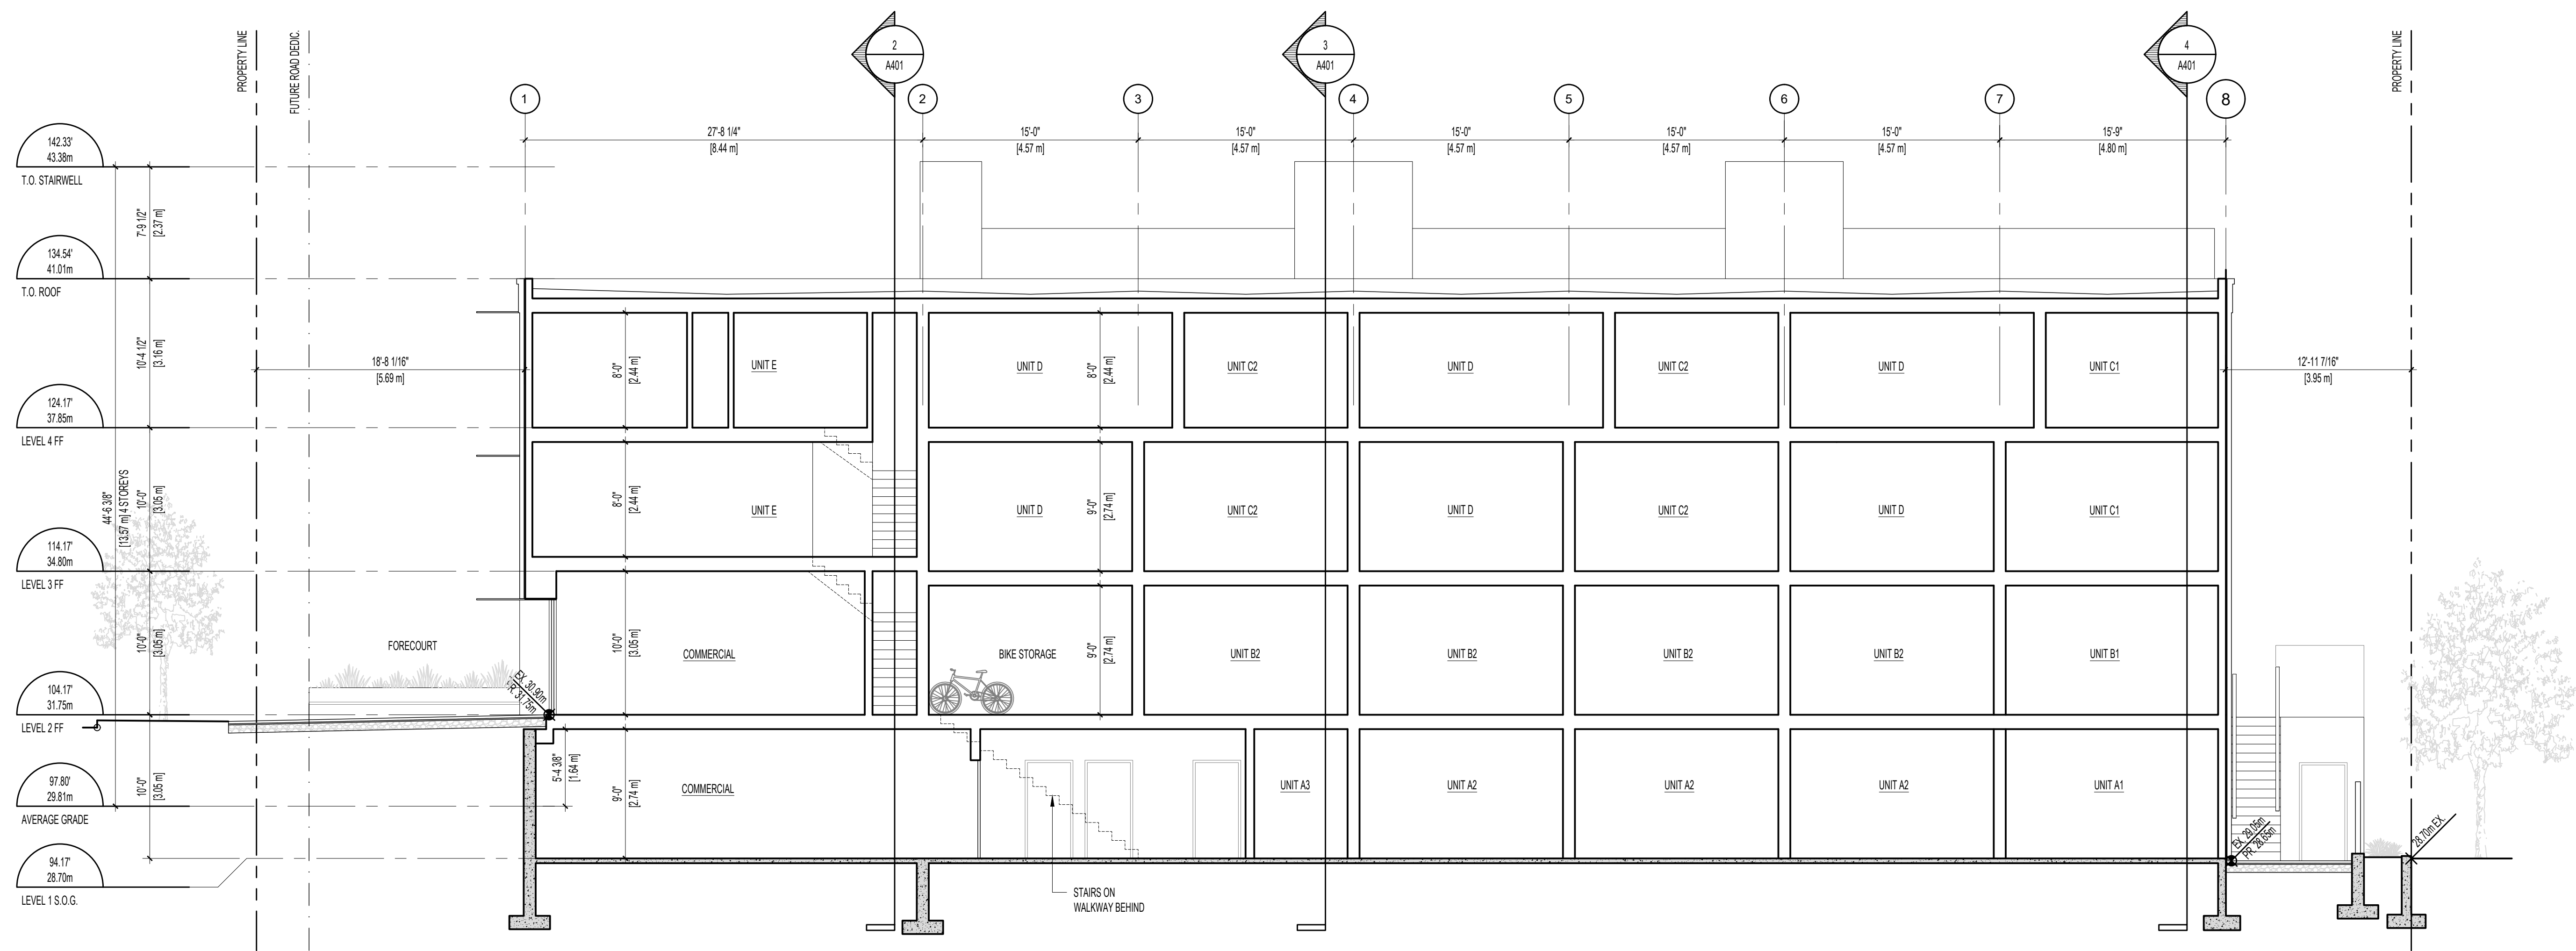 PROPERTY LINE
FUTURE ROAD DEDIC.
2
A401
3
A401
4
A401
PROPERTY LINE
1
2
3
4
5
6
7
8
27'-8 1/4"
[8.44 m]
15'-0"
[4.57 m]
15'-0"
[4.57 m]
15'-0"
[4.57 m]
15'-0"
[4.57 m]
15'-0"
[4.57 m]
15'-9"
[4.80 m]
142.33'
43.38m
T.O. STAIRWELL
7'-9 1/2"
[2.37 m]
134.54'
41.01m
T.O. ROOF
10'-4 1/2"
[3.16 m]
18'-8 1/16"
[5.69 m]
12'-11 7/16"
[3.95 m]
8'-0"
[2.44 m]
UNIT E
UNIT D
8'-0"
[2.44 m]
UNIT C2
UNIT D
UNIT C2
UNIT D
UNIT C1
124.17'
37.85m
LEVEL 4 FF
44'-6 3/8"
[13.57 m] 4 STOREYS
10'-0"
[3.05 m]
8'-0"
[2.44 m]
UNIT E
UNIT D
9'-0"
[2.74 m]
UNIT C2
UNIT D
UNIT C2
UNIT D
UNIT C1
114.17'
34.80m
LEVEL 3 FF
10'-0"
[3.05 m]
FORECOURT
10'-0"
[3.05 m]
COMMERCIAL
BIKE STORAGE
9'-0"
[2.74 m]
UNIT B2
UNIT B2
UNIT B2
UNIT B2
UNIT B1
EX. 30.90m
PR. 31.75m
104.17'
31.75m
LEVEL 2 FF
10'-0"
[3.05 m]
5'-4 3/8"
[1.64 m]
9'-0"
[2.74 m]
COMMERCIAL
UNIT A3
UNIT A2
UNIT A2
UNIT A2
UNIT A1
97.80'
29.81m
AVERAGE GRADE
EX. 29.05m
PR. 28.65m
28.70m EX.
94.17'
28.70m
LEVEL 1 S.O.G.
STAIRS ON
WALKWAY BEHIND